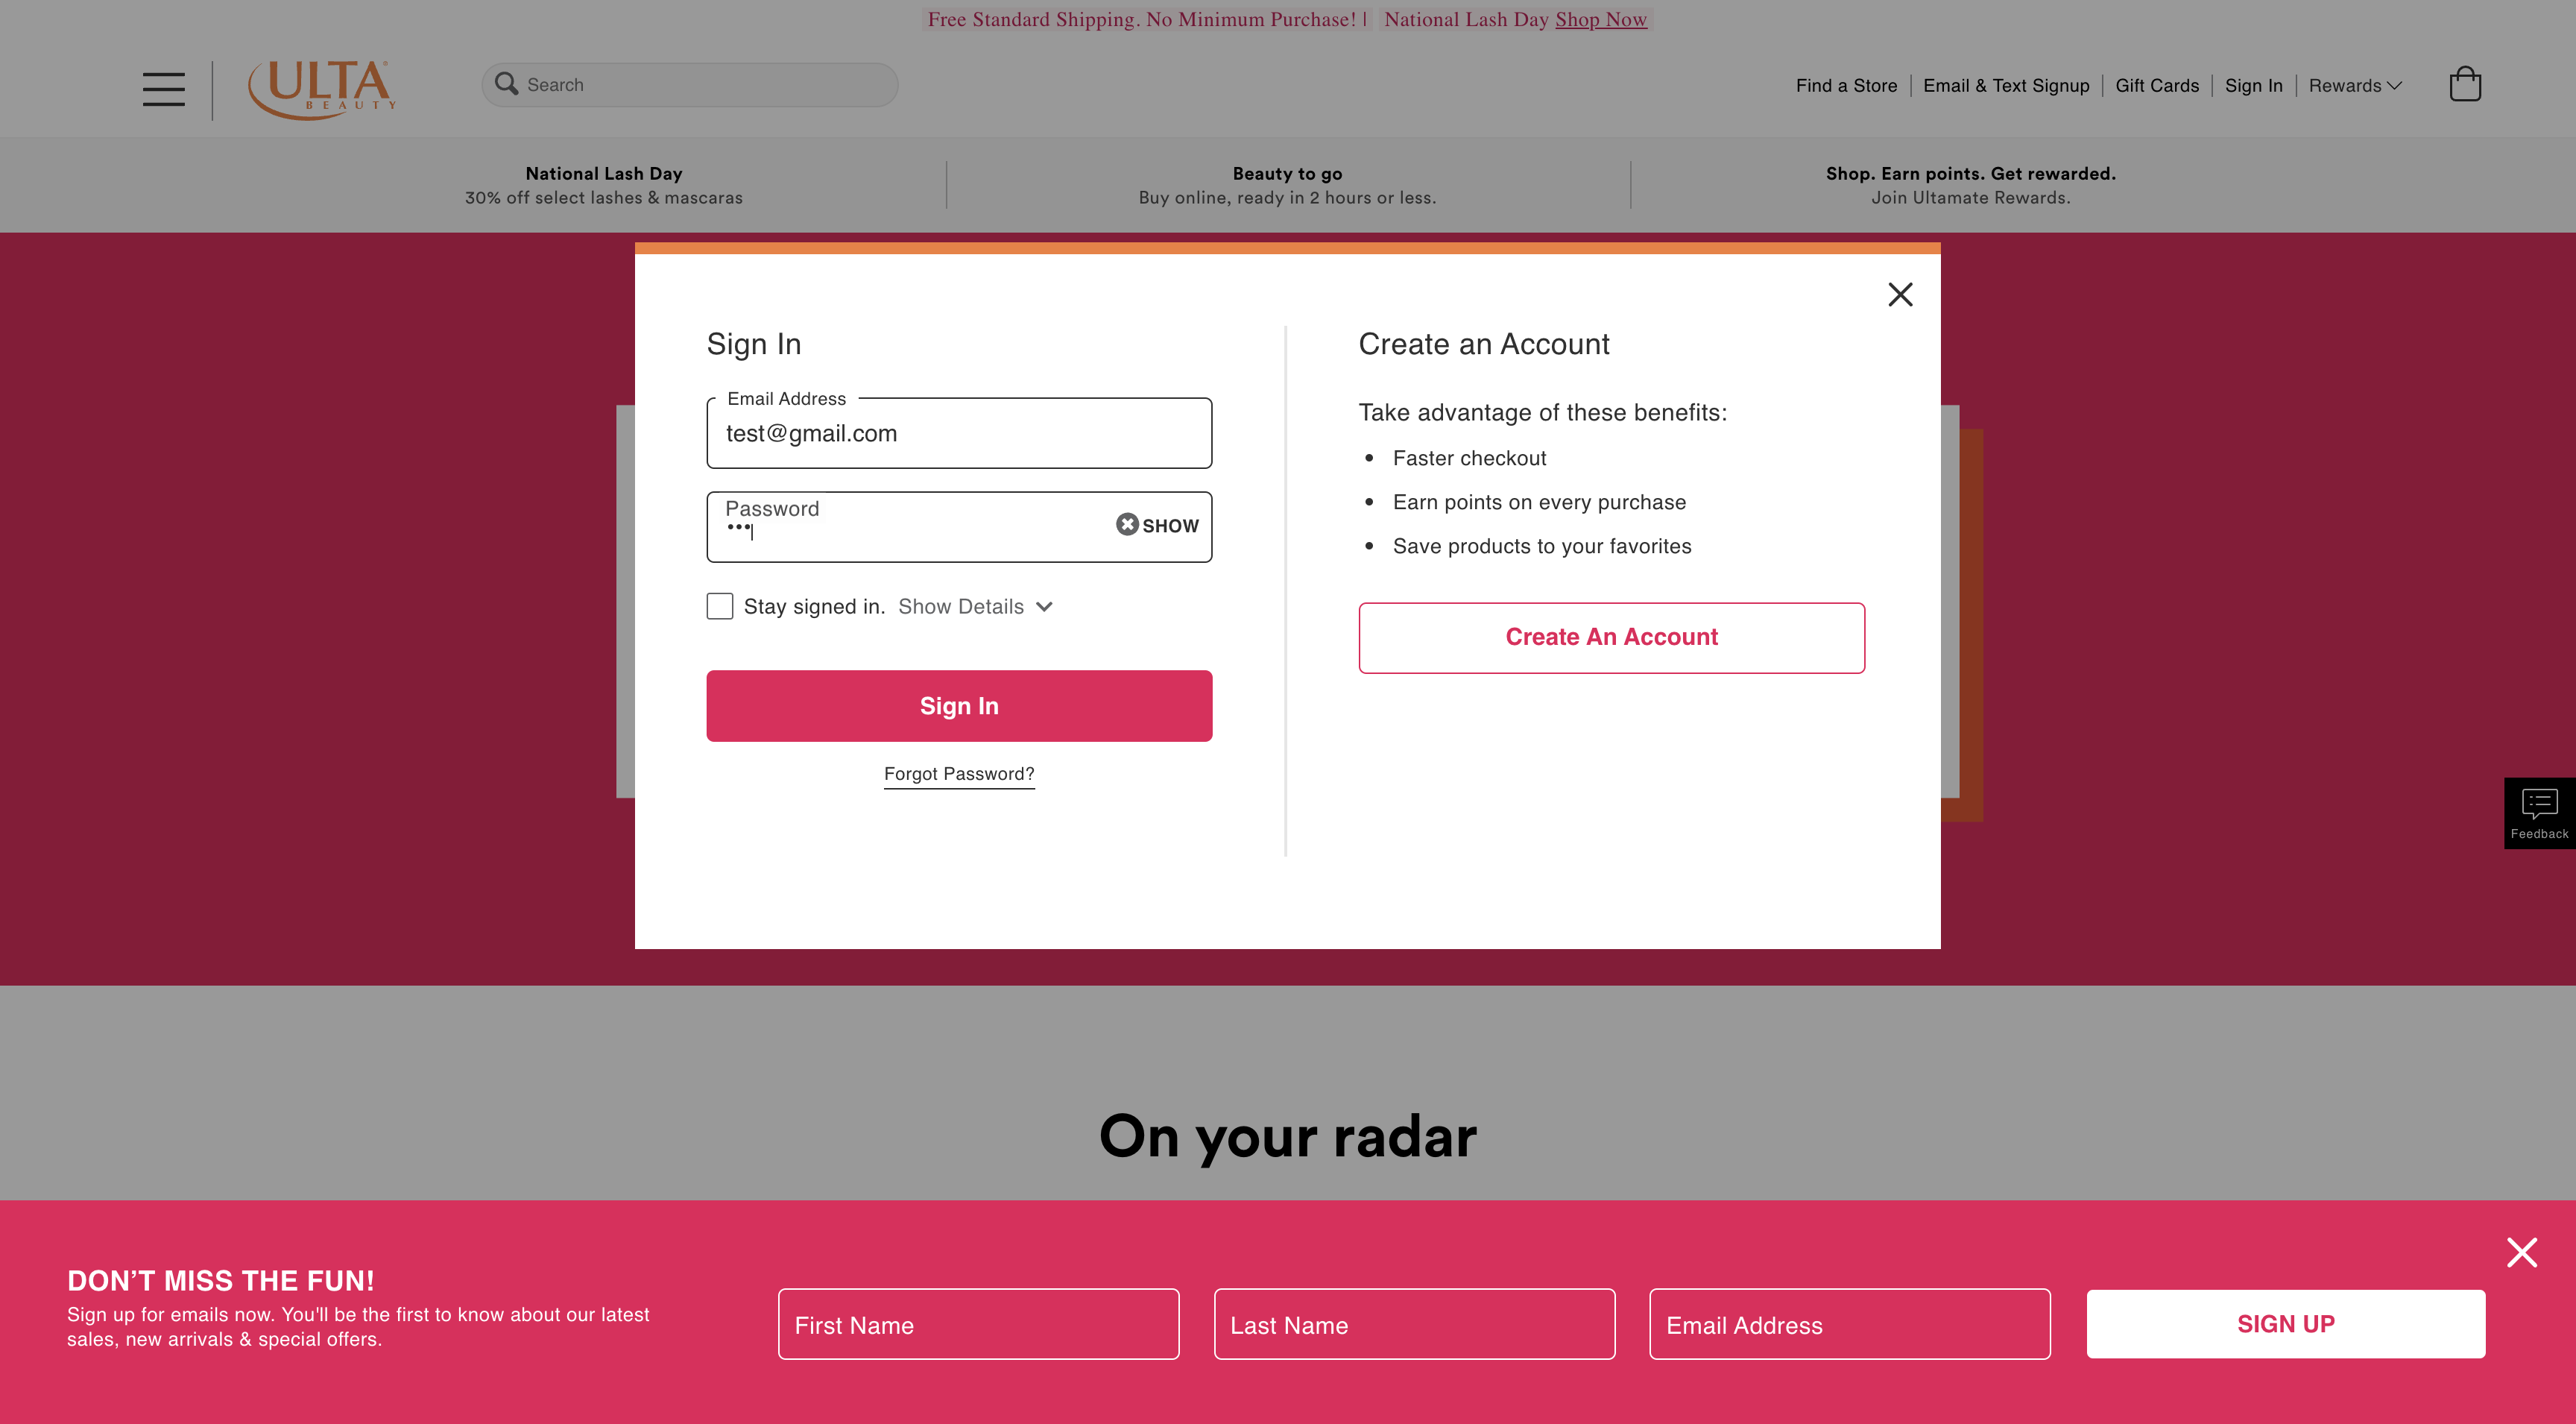 Free Standard Shipping. No Minimum Purchase! | National Lash Day Shop Now
ULTA
BEAUTY
Search
Find a Store
Email & Text Signup
Gift Cards
Sign In
Rewards
National Lash Day
30% off select lashes & mascaras
Beauty to go
Buy online, ready in 2 hours or less.
Shop. Earn points. Get rewarded.
Join Ultamate Rewards.
Sign In
Email Address
test@gmail.com
Password
•••
SHOW
Stay signed in. Show Details
Sign In
Forgot Password?
Create an Account
Take advantage of these benefits:
• Faster checkout
• Earn points on every purchase
• Save products to your favorites
Create An Account
Feedback
On your radar
DON’T MISS THE FUN!
Sign up for emails now. You'll be the first to know about our latest
sales, new arrivals & special offers.
First Name
Last Name
Email Address
SIGN UP